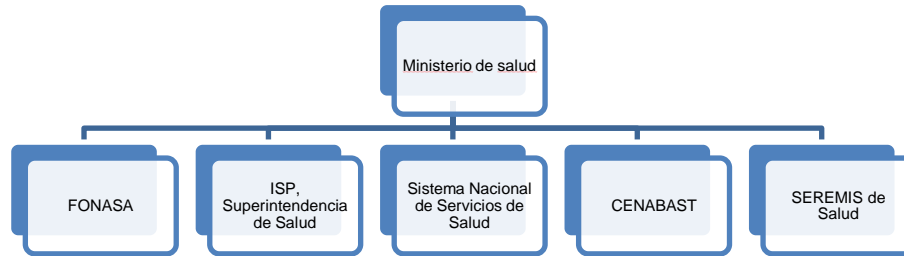 Ministerio de salud
FONASA
ISP,
Superintendencia
de Salud
Sistema Nacional
de Servicios de
Salud
CENABAST
SEREMIS de
Salud